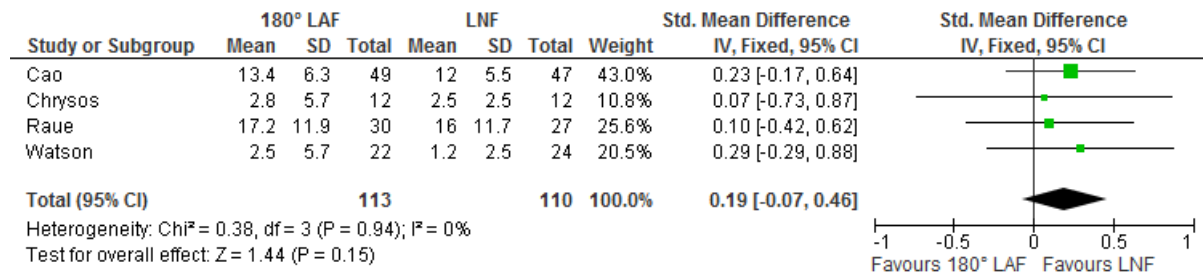 180° LAF LNF Std. Mean Difference Std. Mean Difference
Study or Subgroup Mean SD Total Mean SD Total Weight IV, Fixed, 95% CI IV, Fixed, 95% CI
Cao 13.4 6.3 49 12 5.5 47 43.0% 0.23 [-0.17, 0.64]
Chrysos 2.8 5.7 12 2.5 2.5 12 10.8% 0.07 [-0.73, 0.87]
Raue 17.2 11.9 30 16 11.7 27 25.6% 0.10 [-0.42, 0.62]
Watson 2.5 5.7 22 1.2 2.5 24 20.5% 0.29 [-0.29, 0.88]
Total (95% CI) 113 110 100.0% 0.19 [-0.07, 0.46]
Heterogeneity: Chi² = 0.38, df = 3 (P = 0.94); I² = 0%
Test for overall effect: Z = 1.44 (P = 0.15)
-1 -0.5 0 0.5 1
Favours 180° LAF Favours LNF